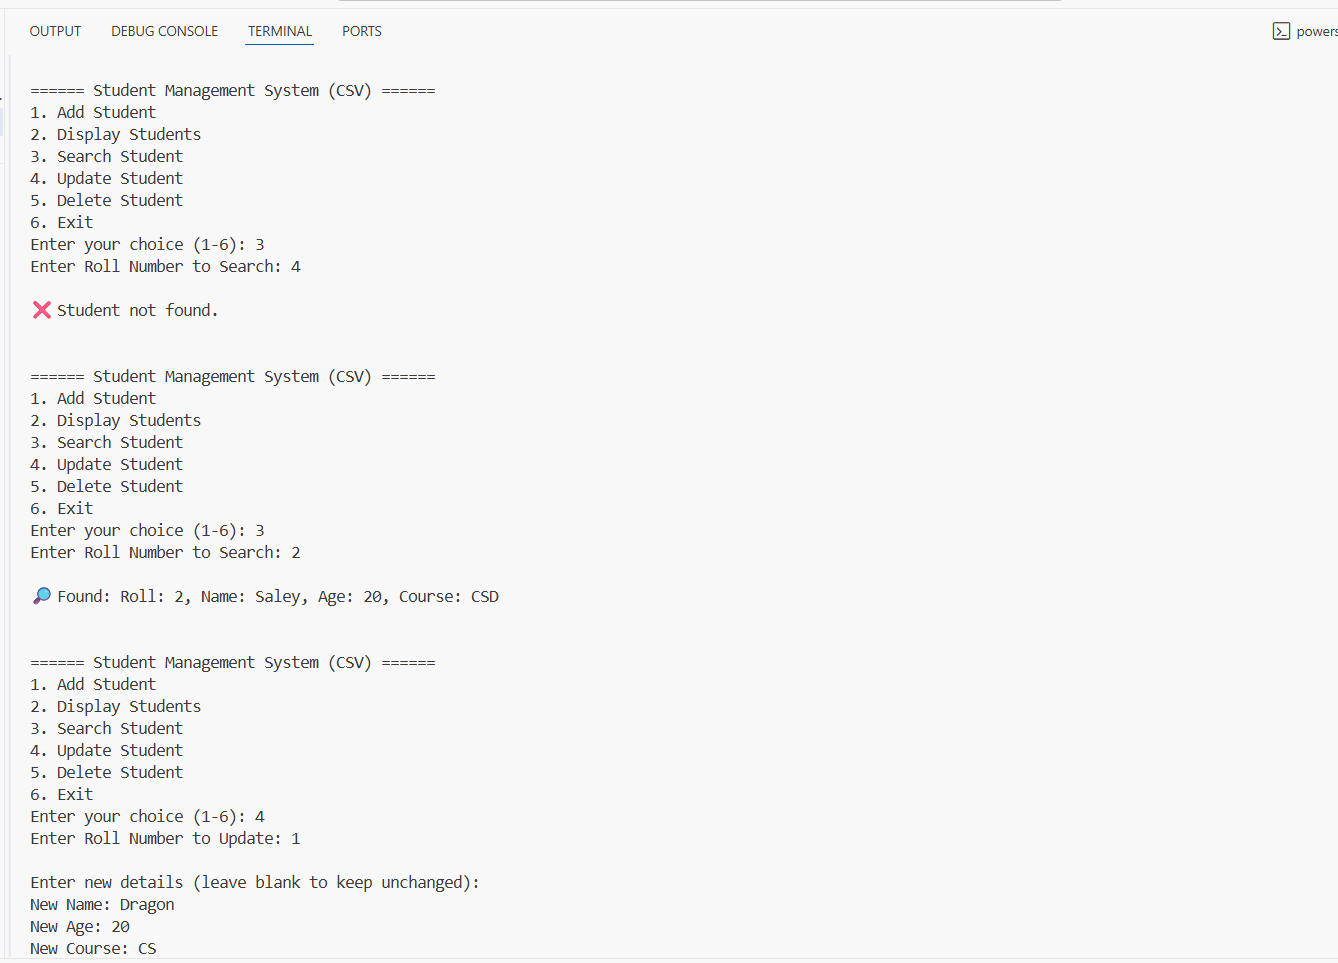 OUTPUT DEBUG CONSOLE TERMINAL PORTS
====== Student Management System (CSV) ======
1. Add Student
2. Display Students
3. Search Student
4. Update Student
5. Delete Student
6. Exit
Enter your choice (1-6): 3
Enter Roll Number to Search: 4
❌ Student not found.
====== Student Management System (CSV) ======
1. Add Student
2. Display Students
3. Search Student
4. Update Student
5. Delete Student
6. Exit
Enter your choice (1-6): 3
Enter Roll Number to Search: 2
🔎 Found: Roll: 2, Name: Saley, Age: 20, Course: CSD
====== Student Management System (CSV) ======
1. Add Student
2. Display Students
3. Search Student
4. Update Student
5. Delete Student
6. Exit
Enter your choice (1-6): 4
Enter Roll Number to Update: 1
Enter new details (leave blank to keep unchanged):
New Name: Dragon
New Age: 20
New Course: CS